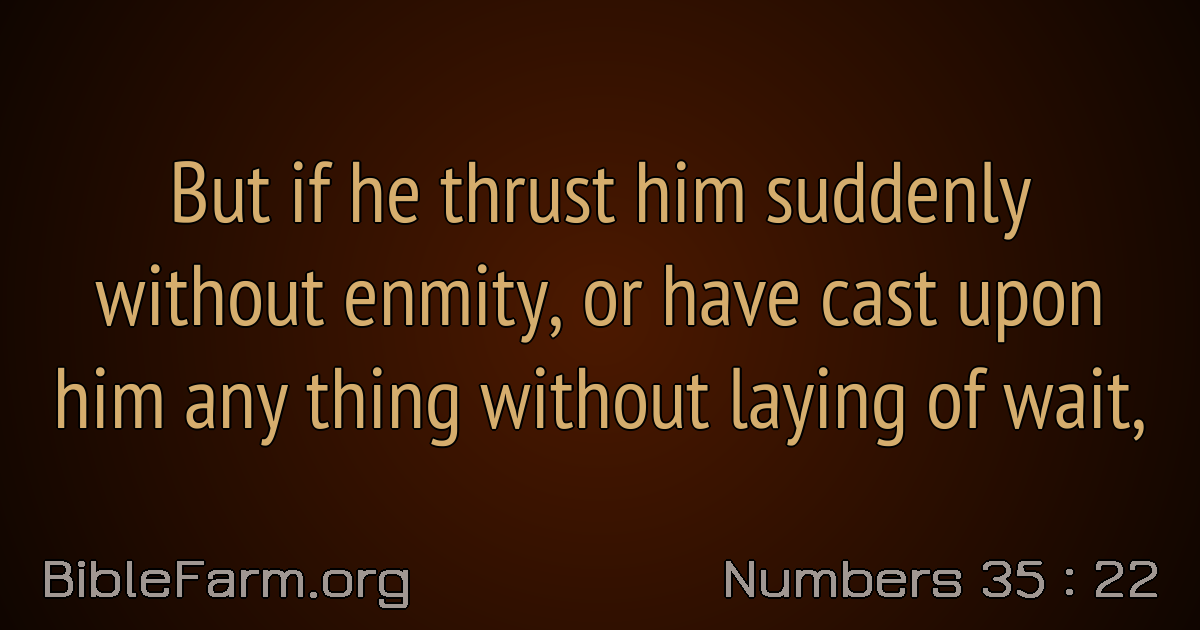 But if he thrust him suddenly
without enmity, or have cast upon
him any thing without laying of wait,
BibleFarm.org
Numbers 35 : 22